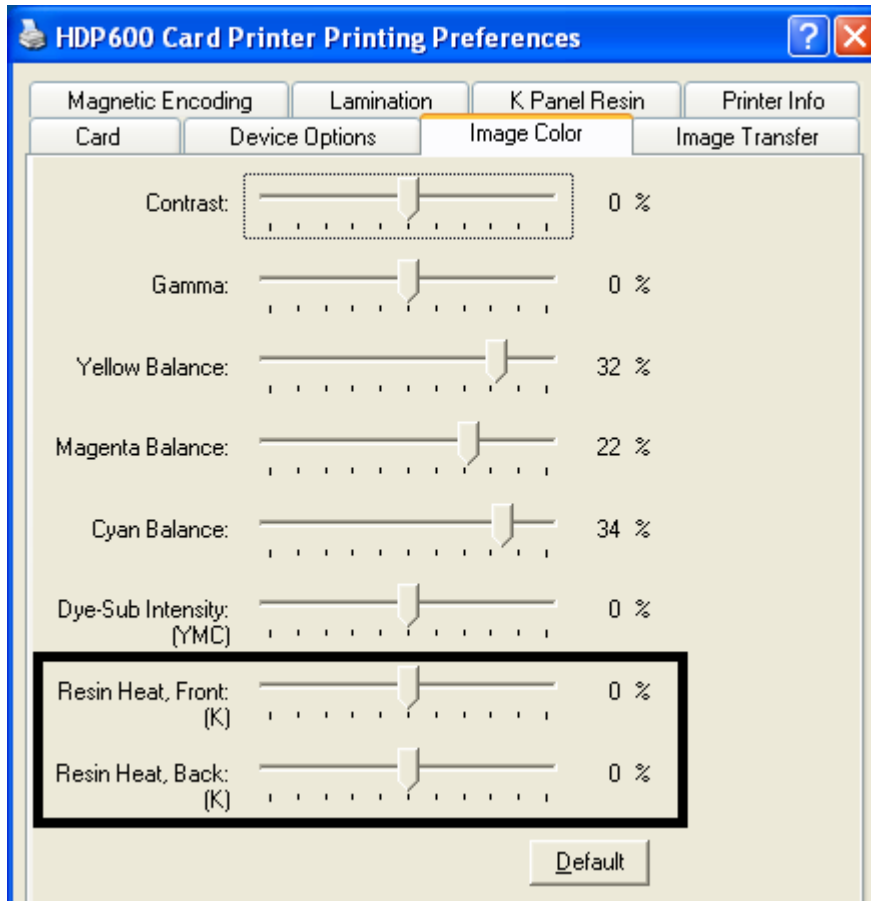 HDP600 Card Printer Printing Preferences
?
Magnetic Encoding Lamination K Panel Resin Printer Info
Card Device Options Image Color Image Transfer
Contrast: 0 %
Gamma: 0 %
Yellow Balance: 32 %
Magenta Balance: 22 %
Cyan Balance: 34 %
Dye-Sub Intensity: 0 %
(YMC)
Resin Heat, Front: 0 %
(K)
Resin Heat, Back: 0 %
(K)
Default